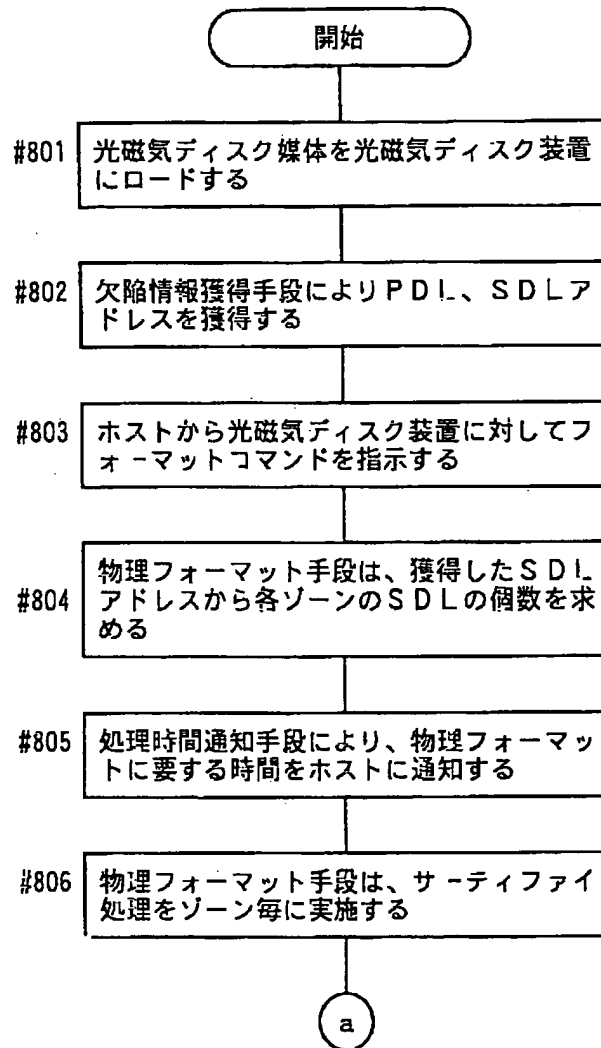 開始
#801 光磁気ディスク媒体を光磁気ディスク装置
にロードする
#802 欠陥情報獲得手段によりPDL、SDLア
ドレスを獲得する
#803 ホストから光磁気ディスク装置に対してフ
ォーマットコマンドを指示する
物理フォーマット手段は、獲得したSDL
#804 アドレスから各ゾーンのSDLの個数を求
める
#805 処理時間通知手段により、物理フォーマッ
トに要する時間をホストに通知する
#806 物理フォーマット手段は、サーティファイ
処理をゾーン毎に実施する
a